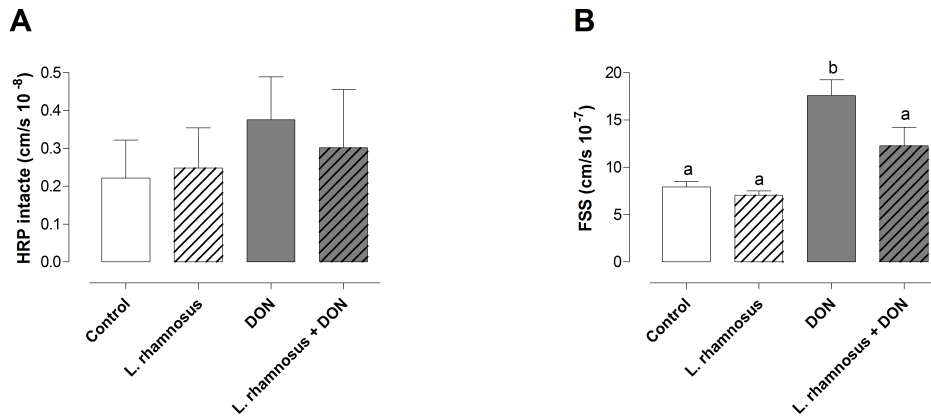 A
HRP intacte (cm/s 10 -8)
0.5
0.4
0.3
0.2
0.1
0.0
Control
L. rhamnosus
DON
L. rhamnosus + DON
B
FSS (cm/s 10 -7)
20
15
10
5
0
a
a
b
a
Control
L. rhamnosus
DON
L. rhamnosus + DON